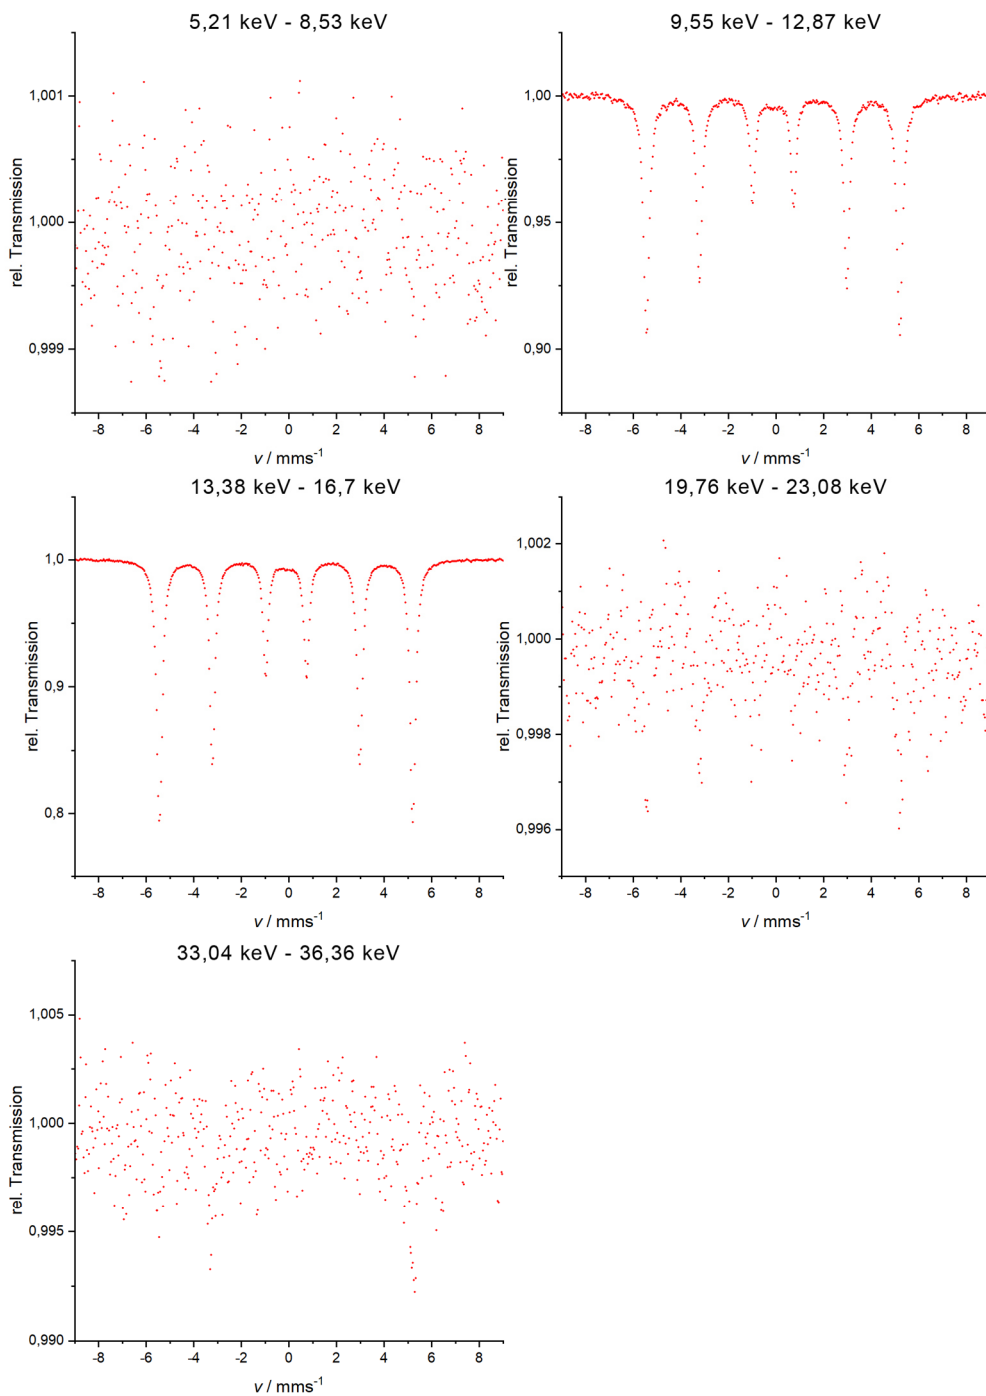 5,21 keV - 8,53 keV
1,001
1,000
0,999
rel. Transmission
-8 -6 -4 -2 0 2 4 6 8
v / mms-1
9,55 keV - 12,87 keV
1,00
0,95
0,90
rel. Transmission
-8 -6 -4 -2 0 2 4 6 8
v / mms-1
13,38 keV - 16,7 keV
1,0
0,9
0,8
rel. Transmission
-8 -6 -4 -2 0 2 4 6 8
v / mms-1
19,76 keV - 23,08 keV
1,002
1,000
0,998
0,996
rel. Transmission
-8 -6 -4 -2 0 2 4 6 8
v / mms-1
33,04 keV - 36,36 keV
1,005
1,000
0,995
0,990
rel. Transmission
-8 -6 -4 -2 0 2 4 6 8
v / mms-1